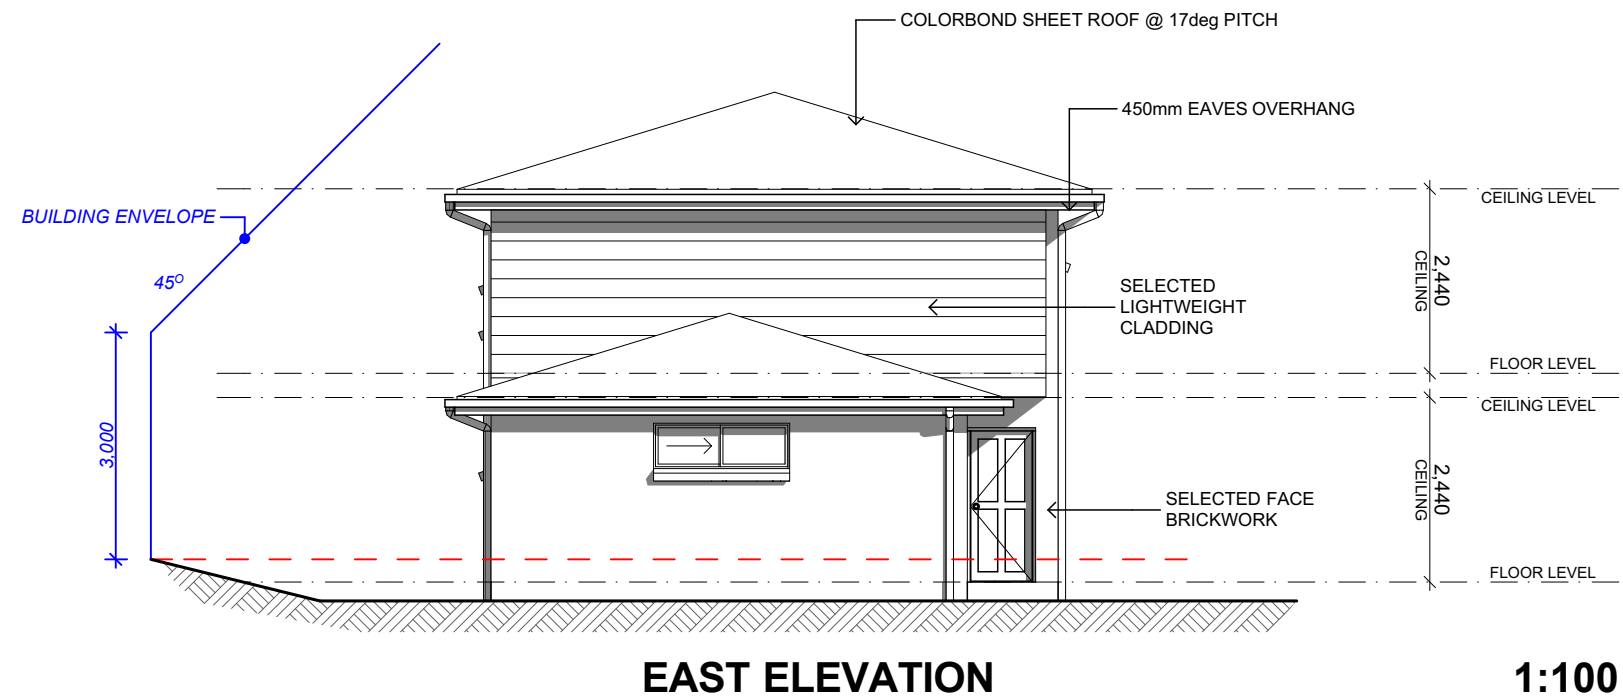 COLORBOND SHEET ROOF @ 17deg PITCH
450mm EAVES OVERHANG
CEILING LEVEL
BUILDING ENVELOPE
45°
2,440
CEILING
SELECTED
LIGHTWEIGHT
CLADDING
FLOOR LEVEL
CEILING LEVEL
3,000
2,440
CEILING
SELECTED FACE
BRICKWORK
FLOOR LEVEL
EAST ELEVATION
1:100